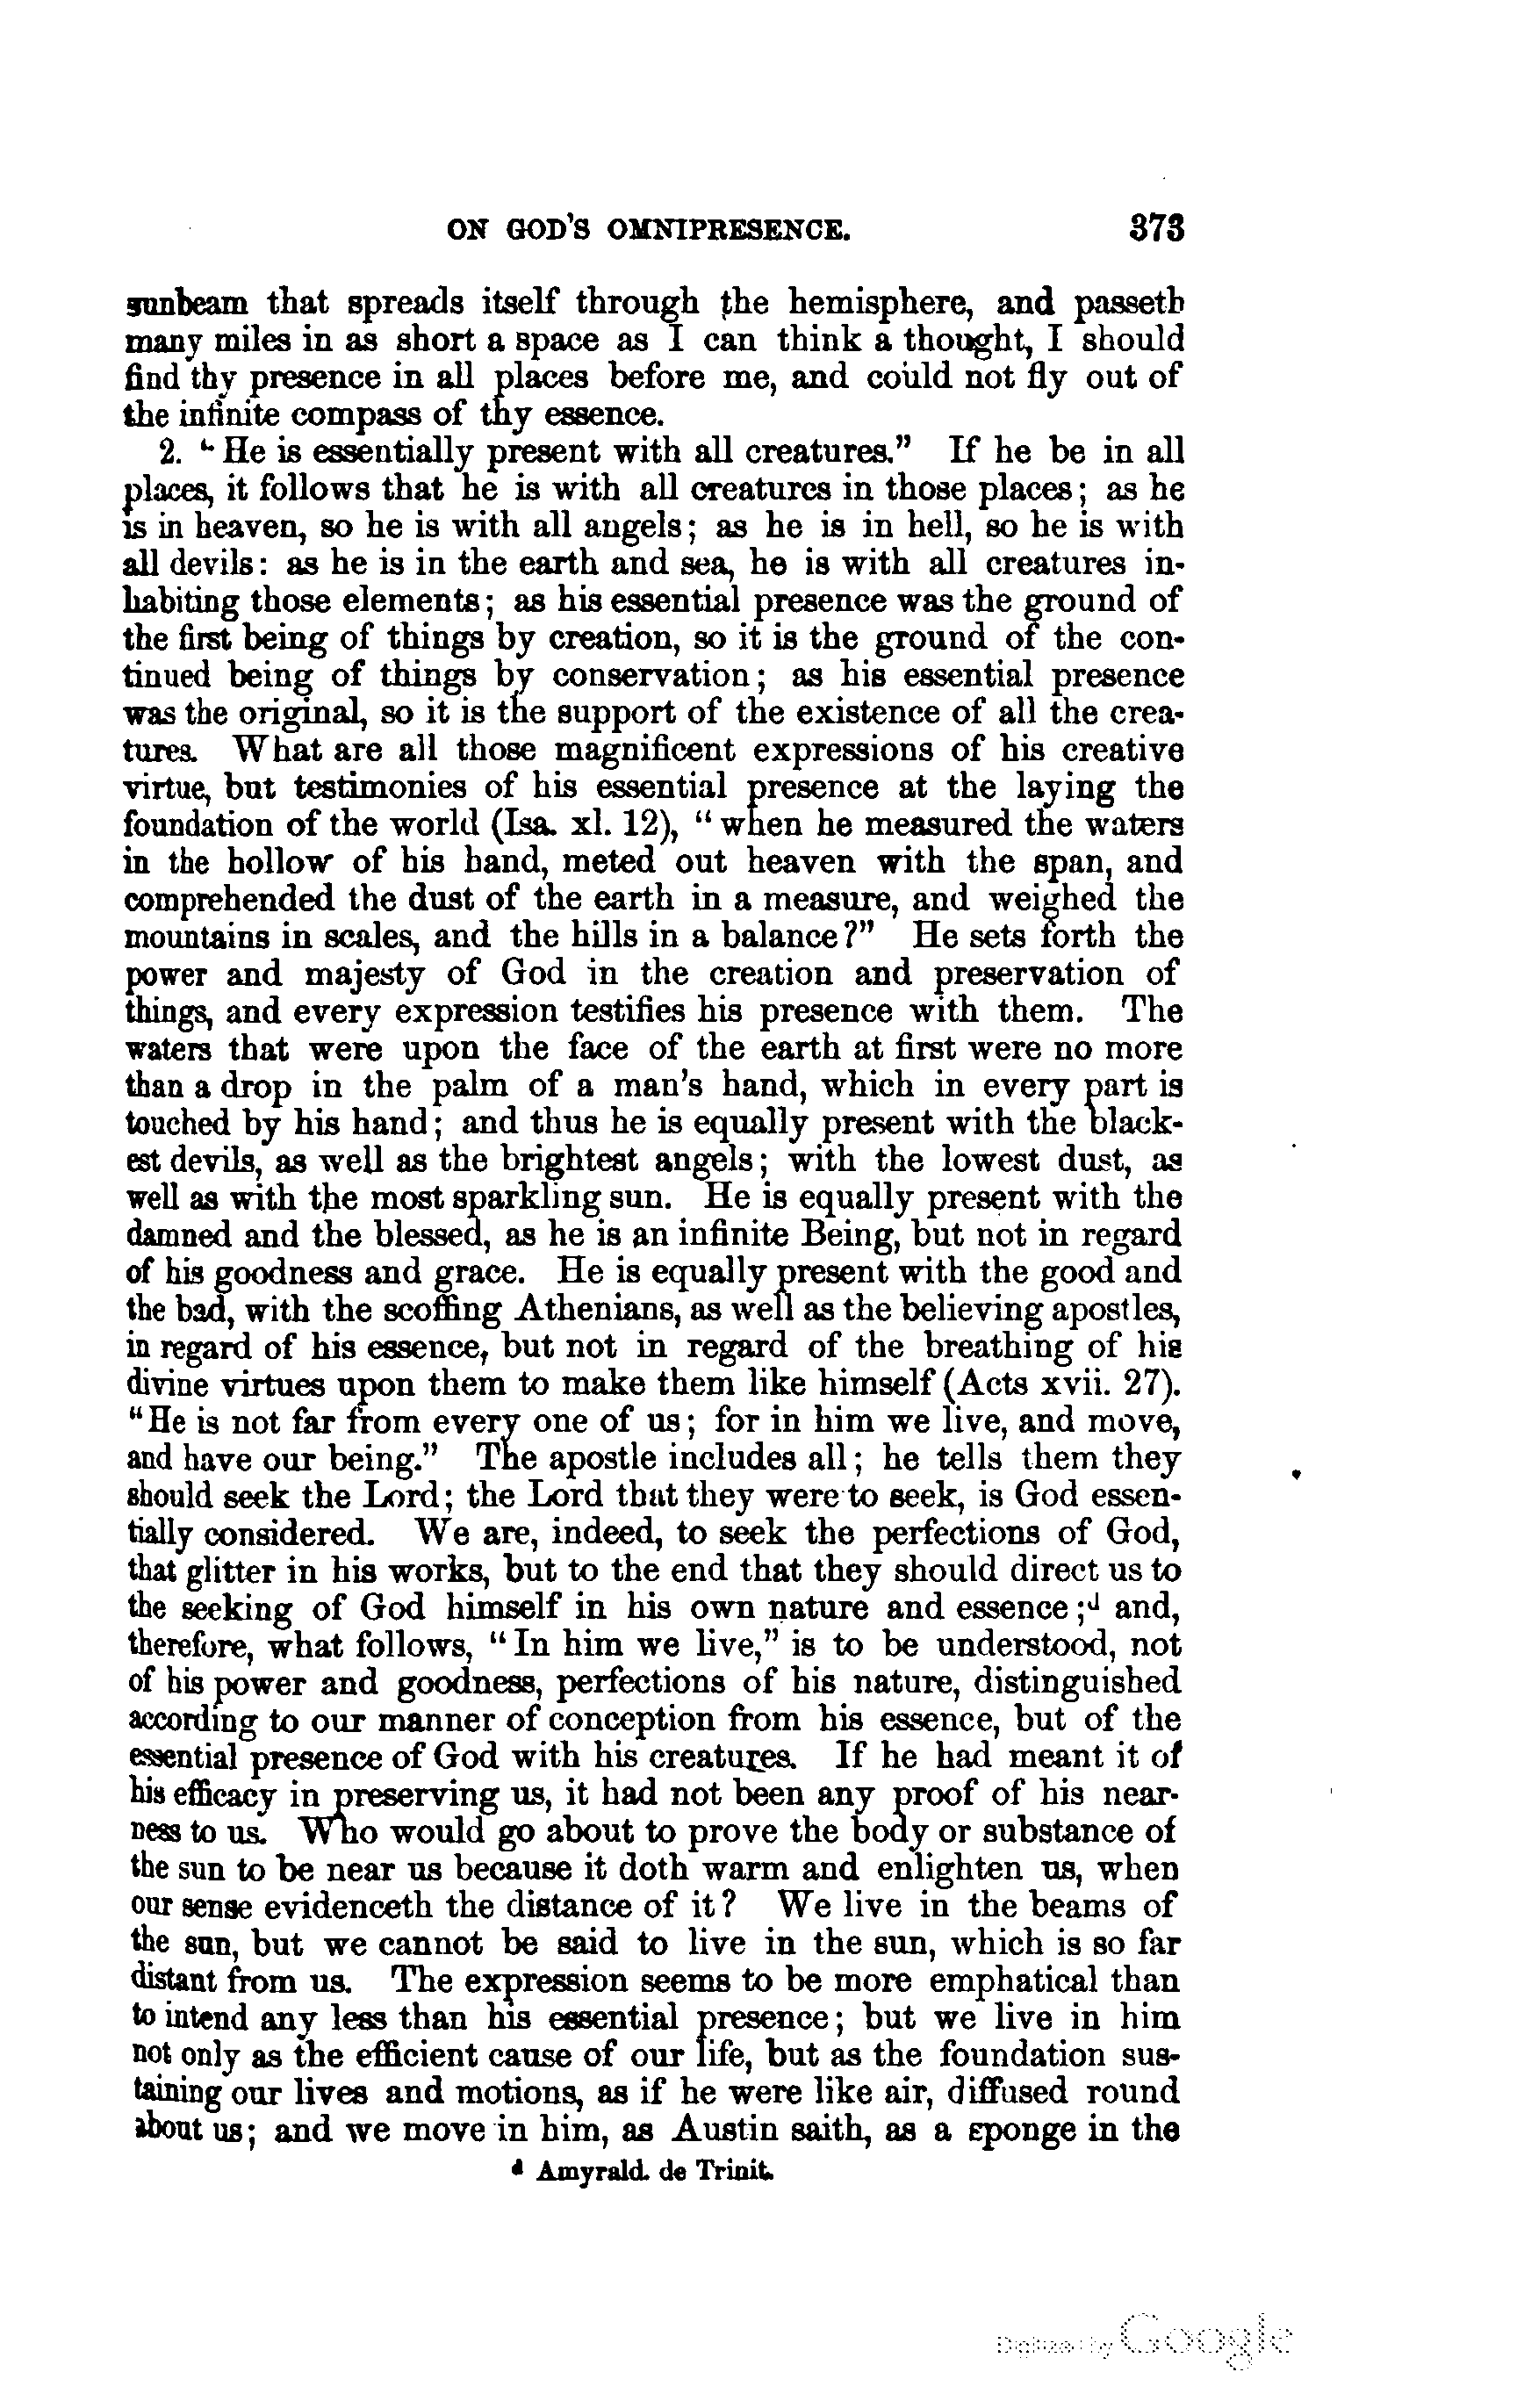 ON GOD'S OMNIPRESENCE. 373
sunbeam that spreads itself through the hemisphere, and passeth
many miles in as short a space as I can think a thought, I should
find thy presence in all places before me, and could not fly out of
the infinite compass of thy essence.
2. "He is essentially present with all creatures." If he be in all
places, it follows that he is with all creatures in those places; as he
is in heaven, so he is with all angels; as he is in hell, so he is with
all devils: as he is in the earth and sea, he is with all creatures in-
habiting those elements; as his essential presence was the ground of
the first being of things by creation, so it is the ground of the con-
tinued being of things by conservation; as his essential presence
was the original, so it is the support of the existence of all the crea-
tures. What are all those magnificent expressions of his creative
virtue, but testimonies of his essential presence at the laying the
foundation of the world (Isa. xl. 12), "when he measured the waters
in the hollow of his hand, meted out heaven with the span, and
comprehended the dust of the earth in a measure, and weighed the
mountains in scales, and the hills in a balance?" He sets forth the
power and majesty of God in the creation and preservation of
things, and every expression testifies his presence with them. The
waters that were upon the face of the earth at first were no more
than a drop in the palm of a man's hand, which in every part is
touched by his hand; and thus he is equally present with the black-
est devils, as well as the brightest angels; with the lowest dust, as
well as with the most sparkling sun. He is equally present with the
damned and the blessed, as he is an infinite Being, but not in regard
of his goodness and grace. He is equally present with the good and
the bad, with the scoffing Athenians, as well as the believing apostles,
in regard of his essence, but not in regard of the breathing of his
divine virtues upon them to make them like himself (Acts xvii. 27).
"He is not far from every one of us; for in him we live, and move,
and have our being." The apostle includes all; he tells them they
should seek the Lord; the Lord that they were to seek, is God essen-
tially considered. We are, indeed, to seek the perfections of God,
that glitter in his works, but to the end that they should direct us to
the seeking of God himself in his own nature and essence;d and,
therefore, what follows, "In him we live," is to be understood, not
of his power and goodness, perfections of his nature, distinguished
according to our manner of conception from his essence, but of the
essential presence of God with his creatures. If he had meant it of
his efficacy in preserving us, it had not been any proof of his near-
ness to us. Who would go about to prove the body or substance of
the sun to be near us because it doth warm and enlighten us, when
our sense evidenceth the distance of it? We live in the beams of
the sun, but we cannot be said to live in the sun, which is so far
distant from us. The expression seems to be more emphatical than
to intend any less than his essential presence; but we live in him
not only as the efficient cause of our life, but as the foundation sus-
taining our lives and motions, as if he were like air, diffused round
about us; and we move in him, as Austin saith, as a sponge in the
d Amyrald. de Trinit.
Digitized by Google